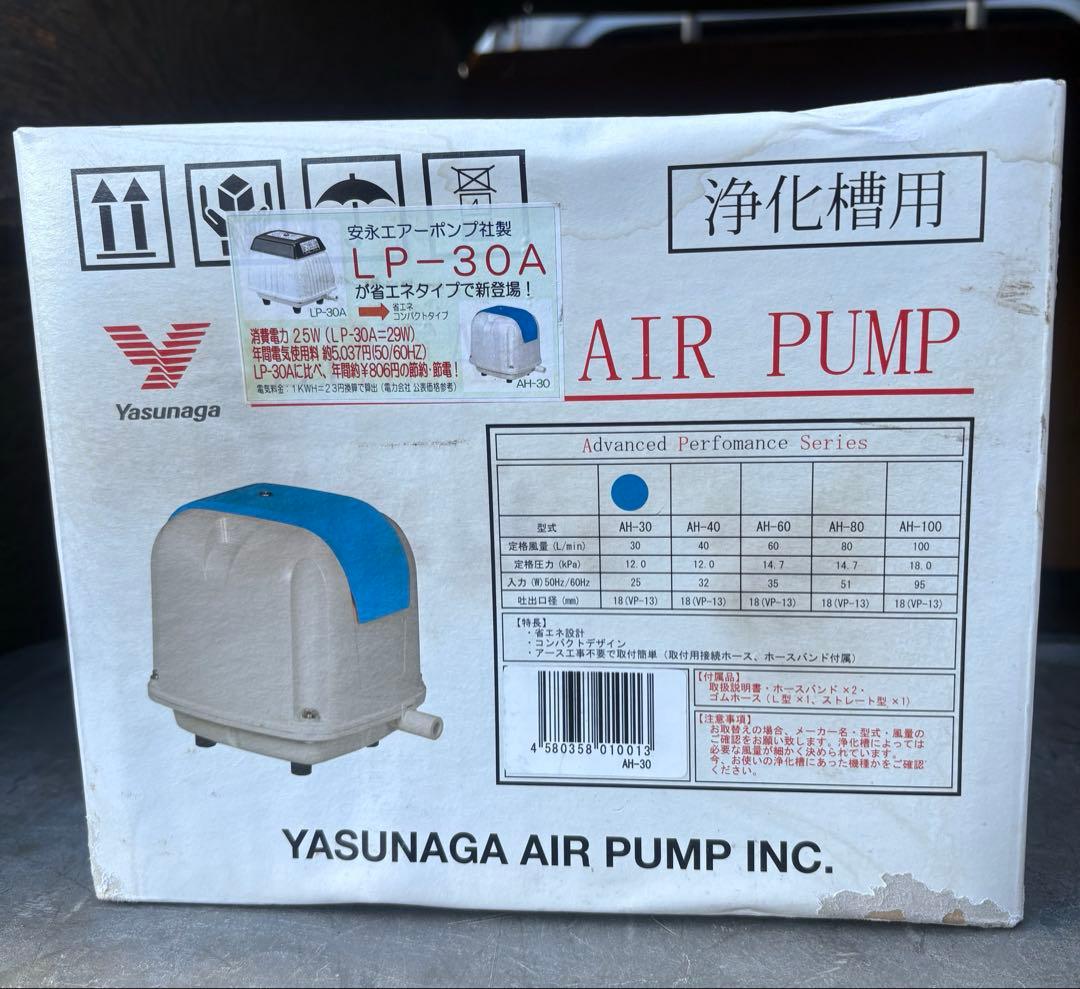 浄化槽用
安永エアーポンプ社製
LP-30A
が省エネタイプで新登場!
LP-30A
省エネ
コンパクトタイプ
消費電力 25W(LP-30A=29W)
年間電気使用料 約5,037円(50/60HZ)
LP-30Aに比べ、年間約¥806円の節約・節電!
電気料金:1KWH=23円換算で算出(電力会社 公表価格参考)
AH-30
Yasunaga
AIR PUMP
Advanced Perfomance Series
型式 AH-30 AH-40 AH-60 AH-80 AH-100
定格風量 (L/min) 30 40 60 80 100
定格圧力 (kPa) 12.0 12.0 14.7 14.7 18.0
入力 (W) 50Hz/60Hz 25 32 35 51 95
吐出口径 (mm) 18(VP-13) 18(VP-13) 18(VP-13) 18(VP-13) 18(VP-13)
【特長】
・省エネ設計
・コンパクトデザイン
・アース工事不要で取付簡単(取付用接続ホース、ホースバンド付属)
4 580358 010013
AH-30
【付属品】
取扱説明書・ホースバンド×2・
ゴムホース(L型×1、ストレート型×1)
【注意事項】
お取替えの場合、メーカー名・型式・風量の
ご確認をお願い致します。浄化槽によっては
必要な風量が細かく決められています。
今、お使いの浄化槽にあった機種かをご確認
ください。
YASUNAGA AIR PUMP INC.